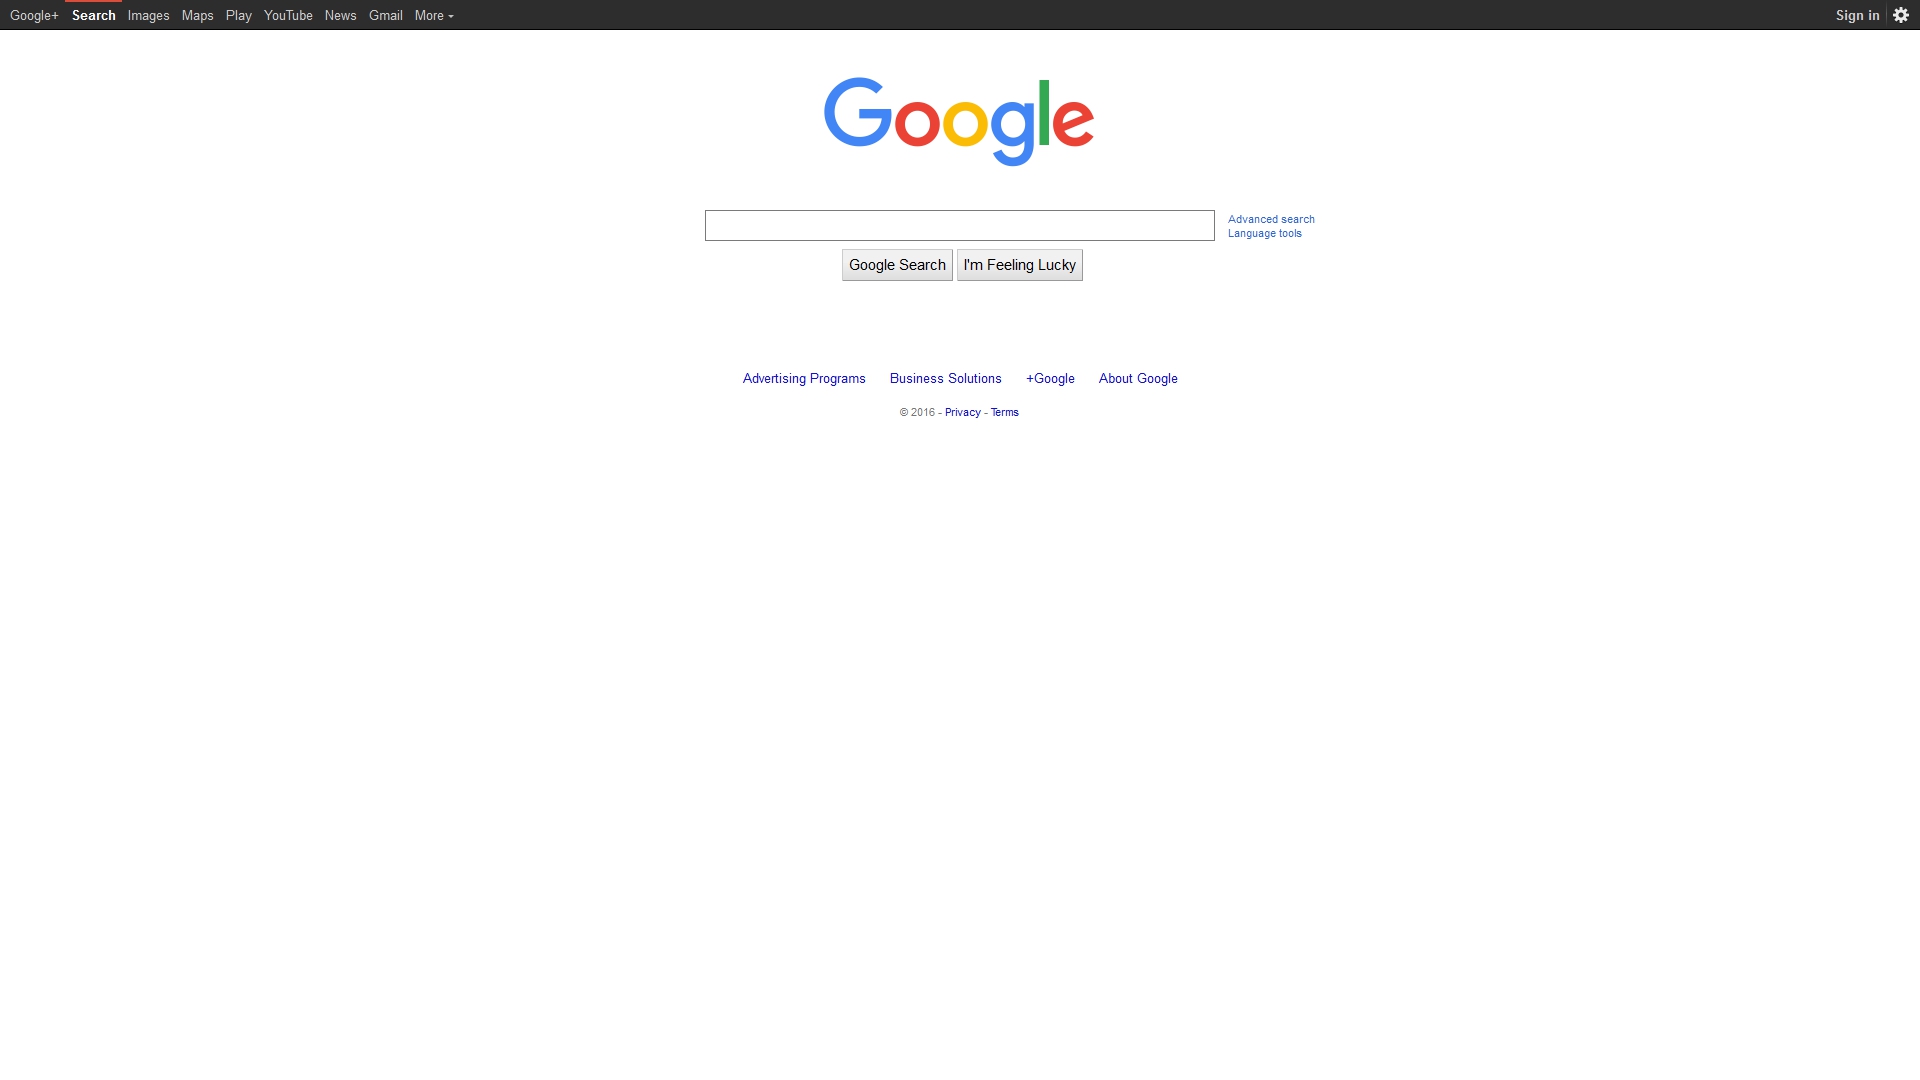 Google+ Search Images Maps Play YouTube News Gmail More Sign in
Google
Advanced search
Language tools
Google Search I'm Feeling Lucky
Advertising Programs Business Solutions +Google About Google
© 2016 - Privacy - Terms